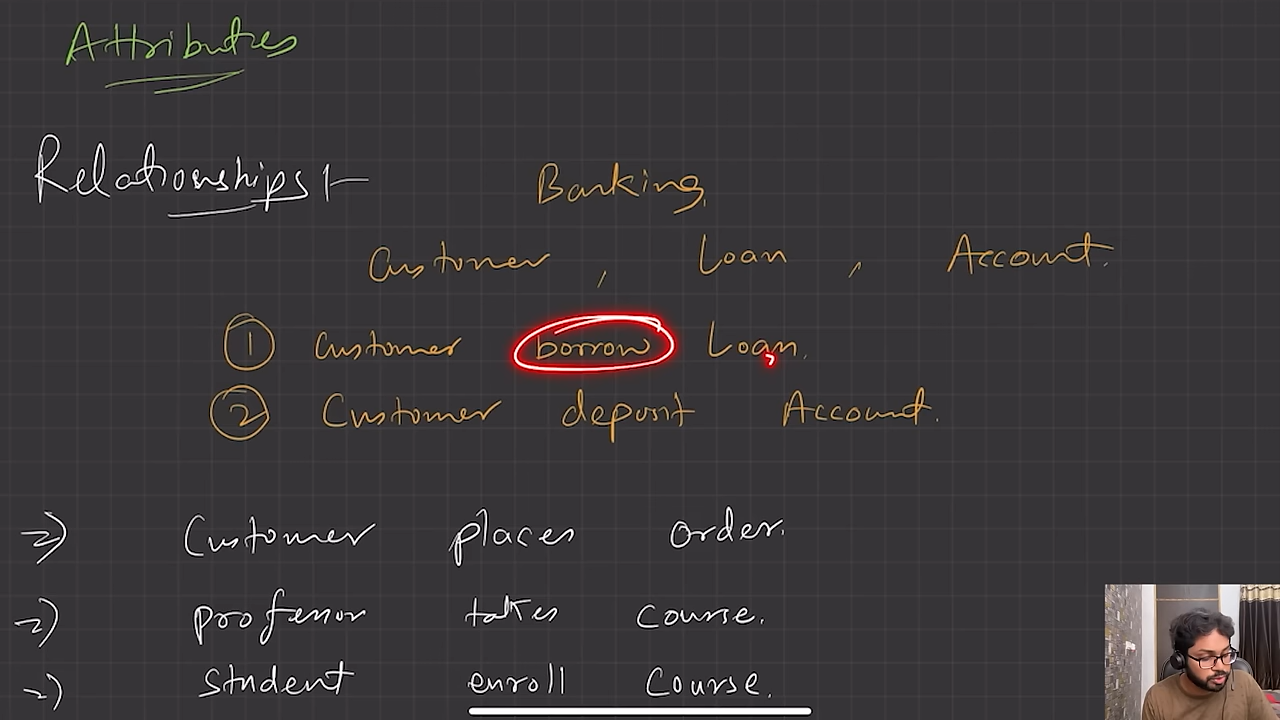 Attributes
Relationships :-
Banking
Customer , Loan , Account.
① Customer borrow Loan.
② Customer deposit Account.
=> Customer places order.
=> professor takes course.
=> student enroll course.